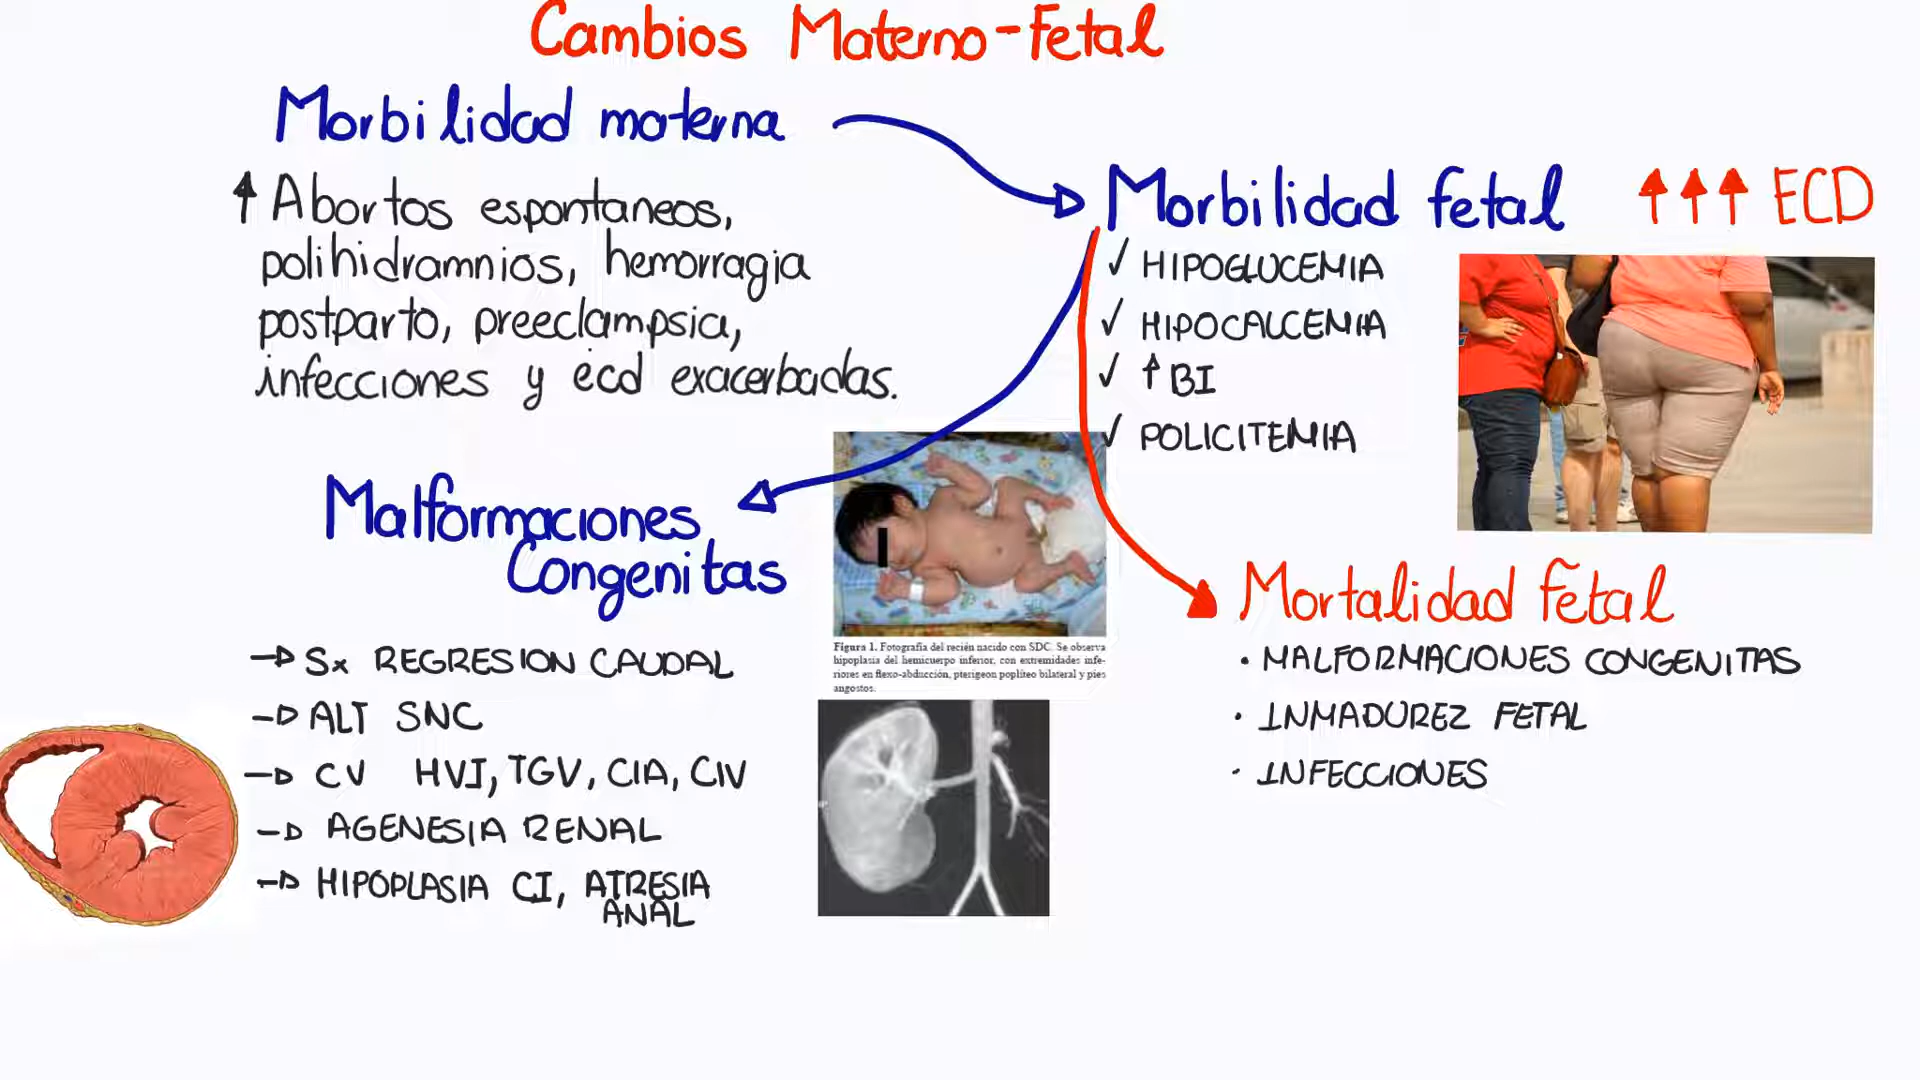 Cambios Materno-Fetal
Morbilidad materna
↑ Abortos espontaneos,
polihidramnios, hemorragia
postparto, preeclampsia,
infecciones y ecd exacerbadas.
Morbilidad fetal ↑↑↑ ECD
✓ HIPOGLUCEMIA
✓ HIPOCALCEMIA
✓ ↑ BI
✓ POLICITEMIA
Malformaciones
Congenitas
→ Sx REGRESION CAUDAL
→ ALT SNC
→ CV HVI, TGV, CIA, CIV
→ AGENESIA RENAL
→ HIPOPLASIA CI, ATRESIA
ANAL
Figura 1. Fotografía del recién nacido con SDC. Se observa
hipoplasia del hemicuerpo inferior, con extremidades infe-
riores en flexo-abducción, pterigeon poplíteo bilateral y pies
angostos.
Mortalidad fetal
· MALFORMACIONES CONGENITAS
· INMADUREZ FETAL
· INFECCIONES